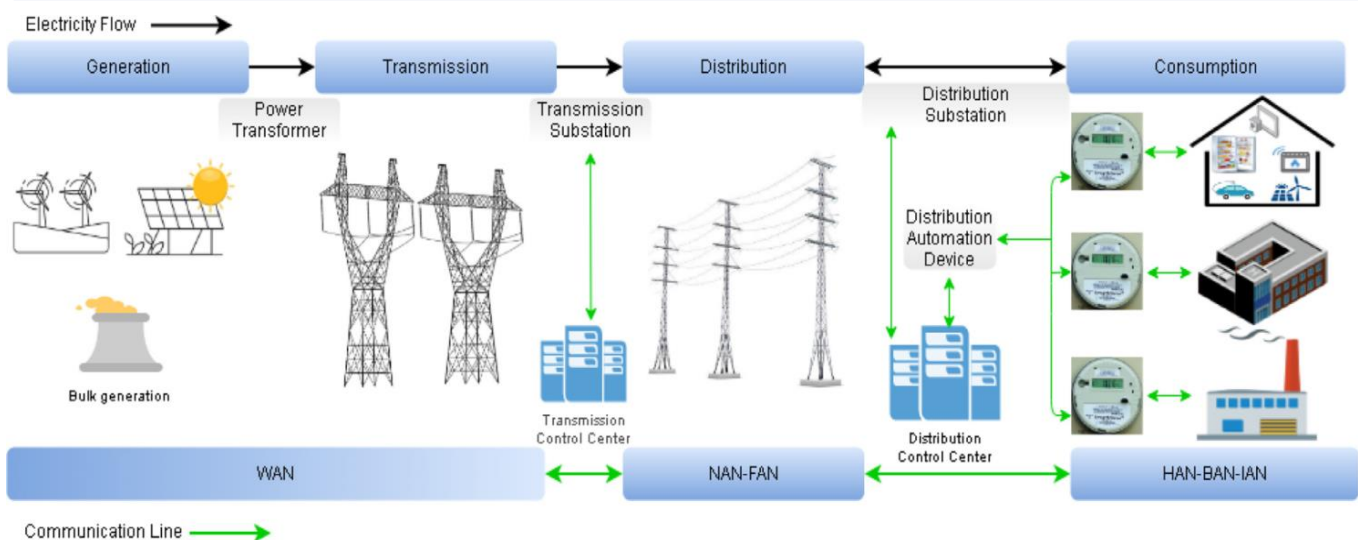 Electricity Flow
Generation
Transmission
Distribution
Consumption
Power
Transformer
Transmission
Substation
Distribution
Substation
Distribution
Automation
Device
Bulk generation
Transmission
Control Center
Distribution
Control Center
WAN
NAN-FAN
HAN-BAN-IAN
Communication Line